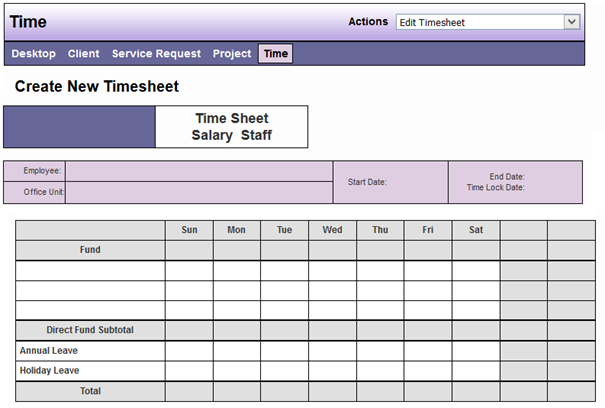 Time
Actions Edit Timesheet
Desktop Client Service Request Project Time
Create New Timesheet
Time Sheet
Salary Staff
Employee:
Office Unit:
Start Date:
End Date:
Time Lock Date:
Sun Mon Tue Wed Thu Fri Sat
Fund
Direct Fund Subtotal
Annual Leave
Holiday Leave
Total